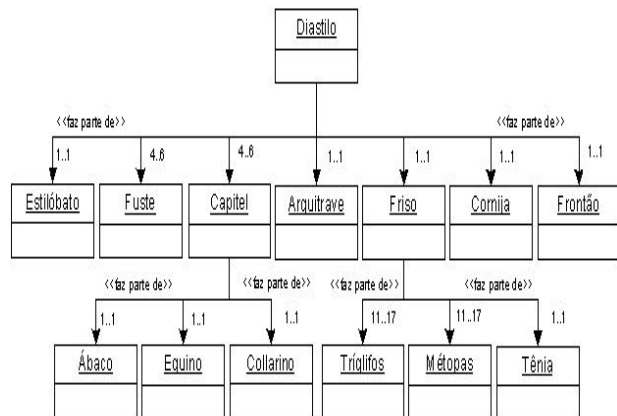 Diastilo
<<faz parte de>>
<<faz parte de>>
1..1
4..6
4..6
1..1
1..1
1..1
1..1
Estilóbato
Fuste
Capitel
Arquitrave
Friso
Cornija
Frontão
<<faz parte de>>
<<faz parte de>>
<<faz parte de>>
<<faz parte de>>
1..1
1..1
1..1
11..17
11..17
1..1
Ábaco
Equino
Collarino
Tríglifos
Métopas
Tênia